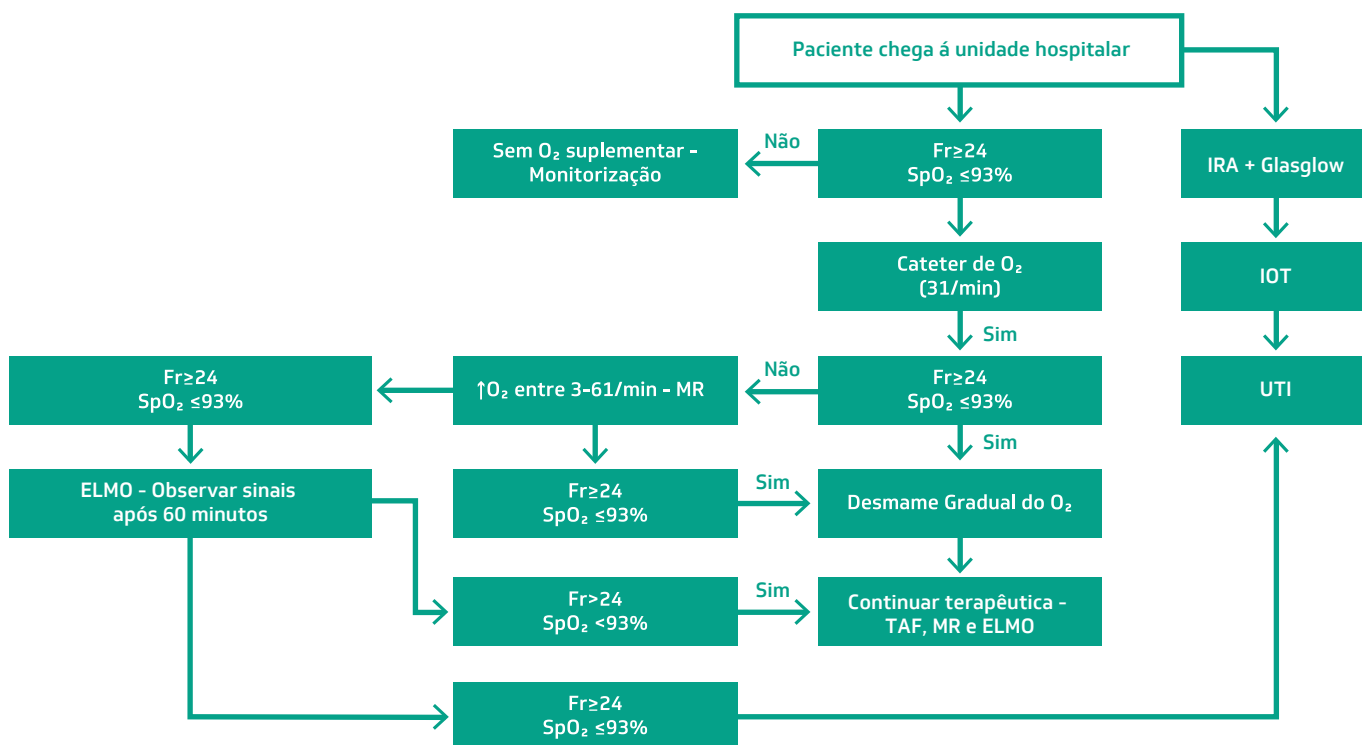 Paciente chega á unidade hospitalar
Não
Sem O₂ suplementar -
Monitorização
Fr≥24
SpO₂ ≤93%
IRA + Glasglow
Cateter de O₂
(31/min)
IOT
Sim
Fr≥24
SpO₂ ≤93%
↑O₂ entre 3-61/min - MR
Não
Fr≥24
SpO₂ ≤93%
UTI
Sim
ELMO - Observar sinais
após 60 minutos
Fr≥24
SpO₂ ≤93%
Sim
Desmame Gradual do O₂
Fr>24
SpO₂ <93%
Sim
Continuar terapêutica -
TAF, MR e ELMO
Fr≥24
SpO₂ ≤93%